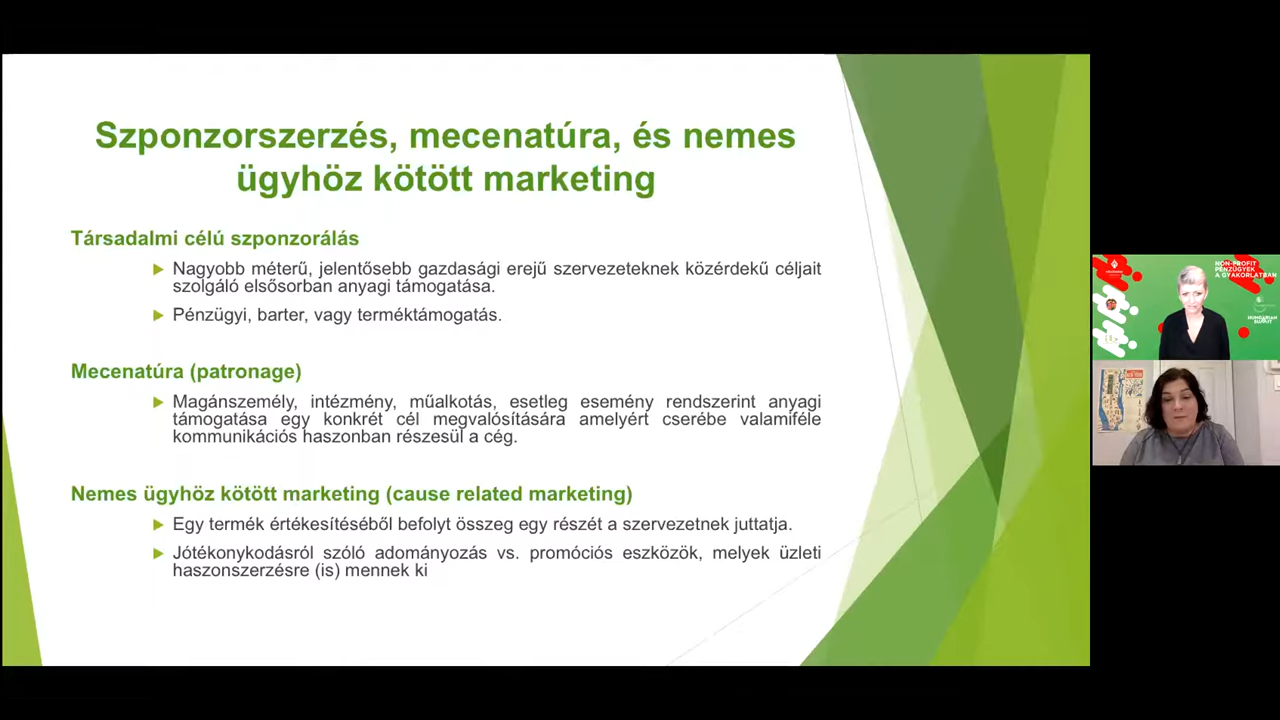 Szponzorszerzés, mecenatúra, és nemes
ügyhöz kötött marketing
Társadalmi célú szponzorálás
Nagyobb méterű, jelentősebb gazdasági erejű szervezeteknek közérdekű céljait
szolgáló elsősorban anyagi támogatása.
Pénzügyi, barter, vagy terméktámogatás.
Mecenatúra (patronage)
Magánszemély, intézmény, műalkotás, esetleg esemény rendszerint anyagi
támogatása egy konkrét cél megvalósítására amelyért cserébe valamiféle
kommunikációs haszonban részesül a cég.
Nemes ügyhöz kötött marketing (cause related marketing)
Egy termék értékesítéséből befolyt összeg egy részét a szervezetnek juttatja.
Jótékonykodásról szóló adományozás vs. promóciós eszközök, melyek üzleti
haszonszerzésre (is) mennek ki
NON-PROFIT
PÉNZÜGYEK
A GYAKORLATBAN
HUNGARIAN